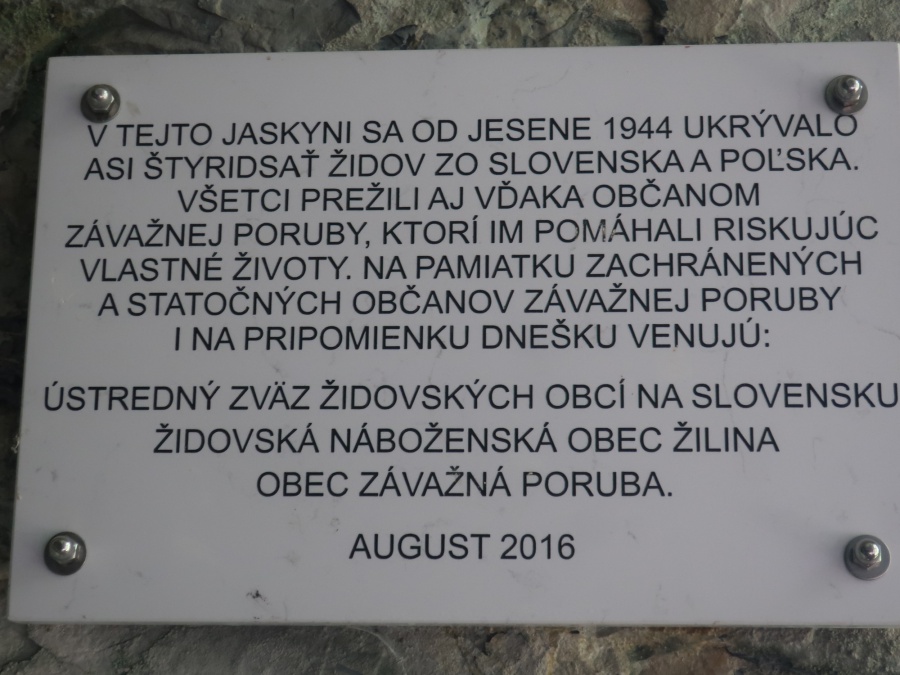 V TEJTO JASKYNI SA OD JESENE 1944 UKRÝVALO
ASI ŠTYRIDSAŤ ŽIDOV ZO SLOVENSKA A POĽSKA.
VŠETCI PREŽILI AJ VĎAKA OBČANOM
ZÁVAŽNEJ PORUBY, KTORÍ IM POMÁHALI RISKUJÚC
VLASTNÉ ŽIVOTY. NA PAMIATKU ZACHRÁNENÝCH
A STATOČNÝCH OBČANOV ZÁVAŽNEJ PORUBY
I NA PRIPOMIENKU DNEŠKU VENUJÚ:
ÚSTREDNÝ ZVÄZ ŽIDOVSKÝCH OBCÍ NA SLOVENSKU
ŽIDOVSKÁ NÁBOŽENSKÁ OBEC ŽILINA
OBEC ZÁVAŽNÁ PORUBA.
AUGUST 2016